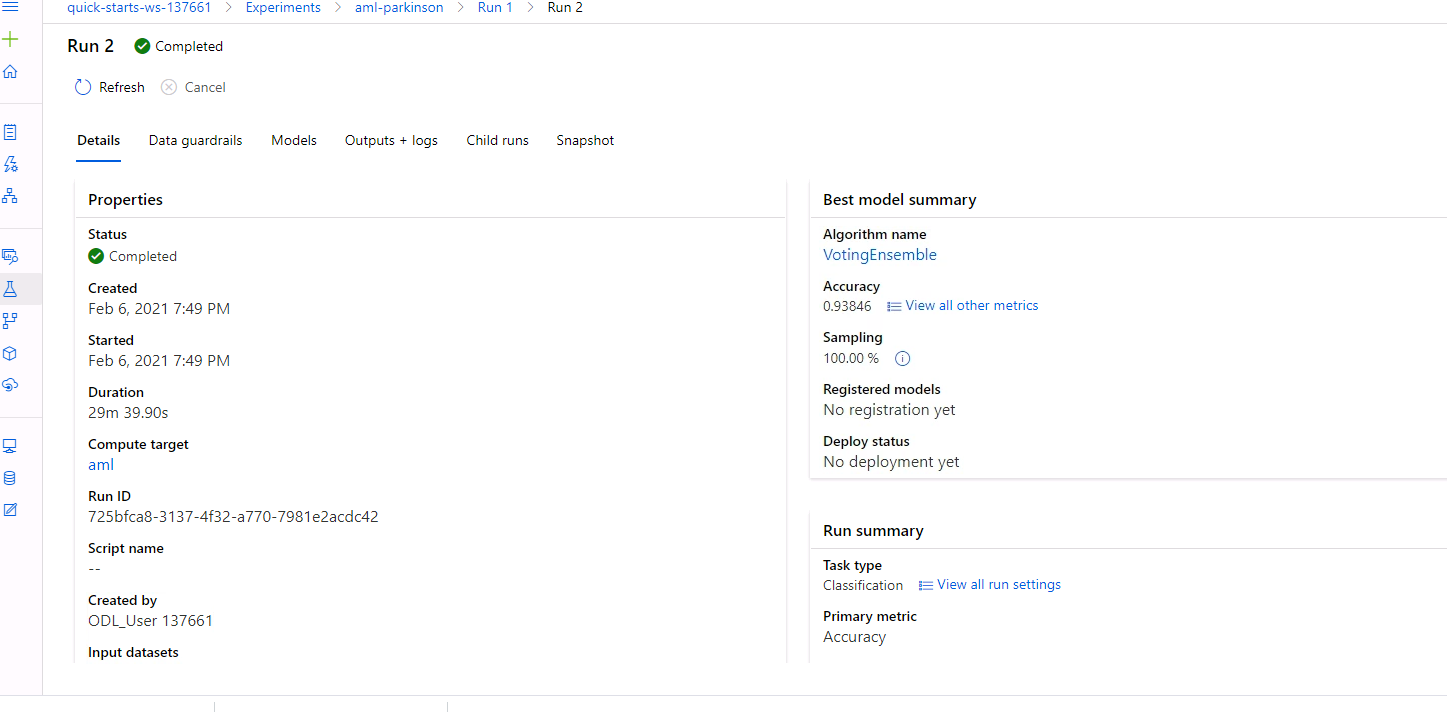 quick-starts-ws-137661 > Experiments > aml-parkinson > Run 1 > Run 2
Run 2 Completed
Refresh Cancel
Details Data guardrails Models Outputs + logs Child runs Snapshot
Properties
Status
Completed
Created
Feb 6, 2021 7:49 PM
Started
Feb 6, 2021 7:49 PM
Duration
29m 39.90s
Compute target
aml
Run ID
725bfca8-3137-4f32-a770-7981e2acdc42
Script name
--
Created by
ODL_User 137661
Input datasets
Best model summary
Algorithm name
VotingEnsemble
Accuracy
0.93846 View all other metrics
Sampling
100.00 %
Registered models
No registration yet
Deploy status
No deployment yet
Run summary
Task type
Classification View all run settings
Primary metric
Accuracy